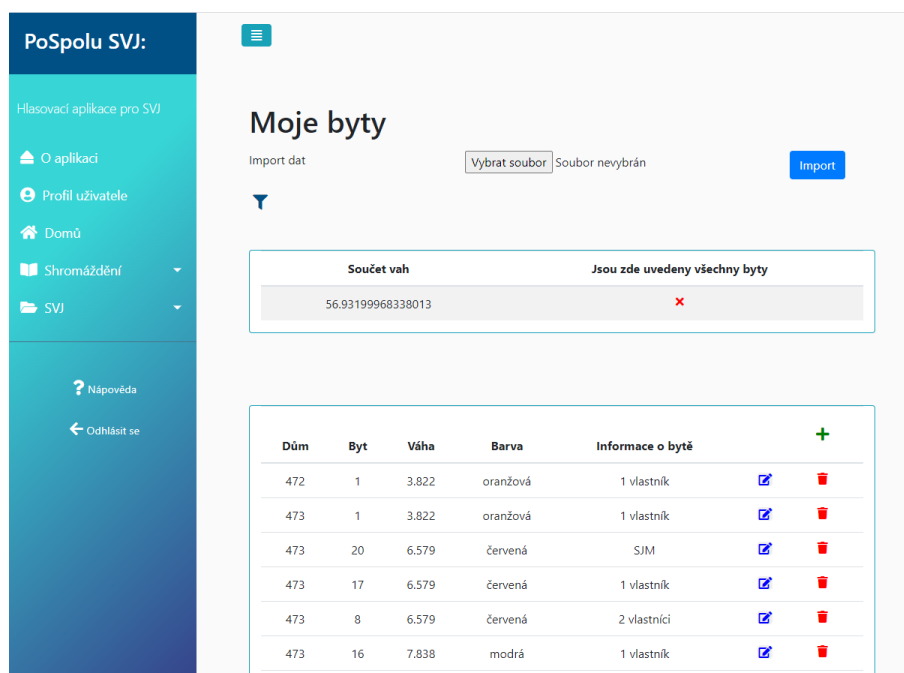 PoSpolu SVJ:
Hlasovací aplikace pro SVJ
O aplikaci
Profil uživatele
Domů
Shromáždění
SVJ
Nápověda
Odhlásit se
Moje byty
Import dat Vybrat soubor Soubor nevybrán Import
Součet vah Jsou zde uvedeny všechny byty
56.93199968338013
Dům Byt Váha Barva Informace o bytě
472 1 3.822 oranžová 1 vlastník
473 1 3.822 oranžová 1 vlastník
473 20 6.579 červená SJM
473 17 6.579 červená 1 vlastník
473 8 6.579 červená 2 vlastníci
473 16 7.838 modrá 1 vlastník